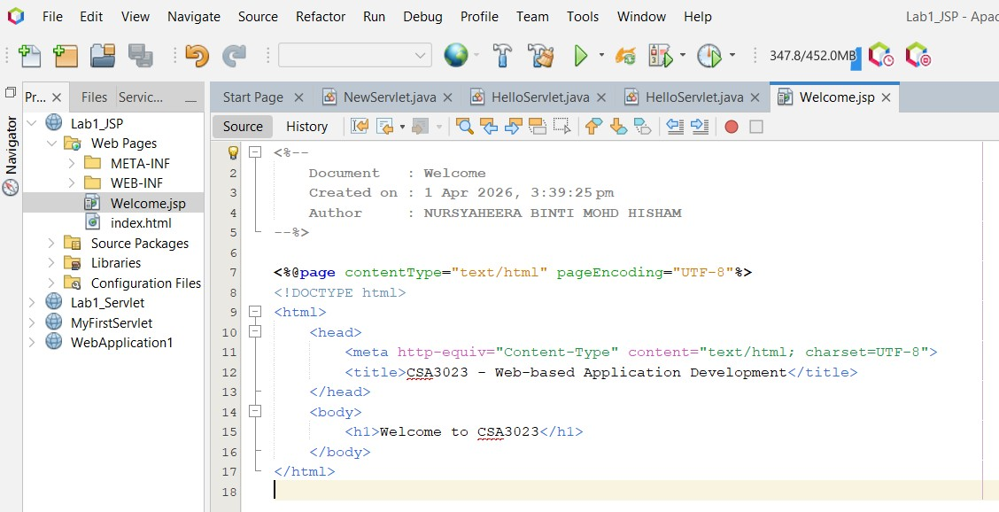 File Edit View Navigate Source Refactor Run Debug Profile Team Tools Window Help Lab1_JSP - Apac
347.8/452.0MB
Pr... Files Servic...
Start Page NewServlet.java HelloServlet.java HelloServlet.java Welcome.jsp
Navigator
Source History
Lab1_JSP
Web Pages
META-INF
WEB-INF
Welcome.jsp
index.html
Source Packages
Libraries
Configuration Files
Lab1_Servlet
MyFirstServlet
WebApplication1
<%--
2 Document : Welcome
3 Created on : 1 Apr 2026, 3:39:25 pm
4 Author : NURSYAHEERA BINTI MOHD HISHAM
5 --%>
6
7 <%@page contentType="text/html" pageEncoding="UTF-8"%>
8 <!DOCTYPE html>
9 <html>
10 <head>
11 <meta http-equiv="Content-Type" content="text/html; charset=UTF-8">
12 <title>CSA3023 - Web-based Application Development</title>
13 </head>
14 <body>
15 <h1>Welcome to CSA3023</h1>
16 </body>
17 </html>
18